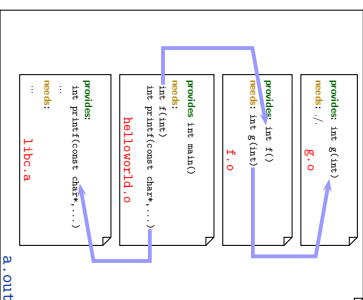 provides: int g(int)
needs: ./.
g.o
provides: int f()
needs: int g(int)
f.o
provides int main()
needs:
int f(int)
int printf(const char*,...)
helloworld.o
provides:
int printf(const char*,...)
...
needs:
...
libc.a
a.out